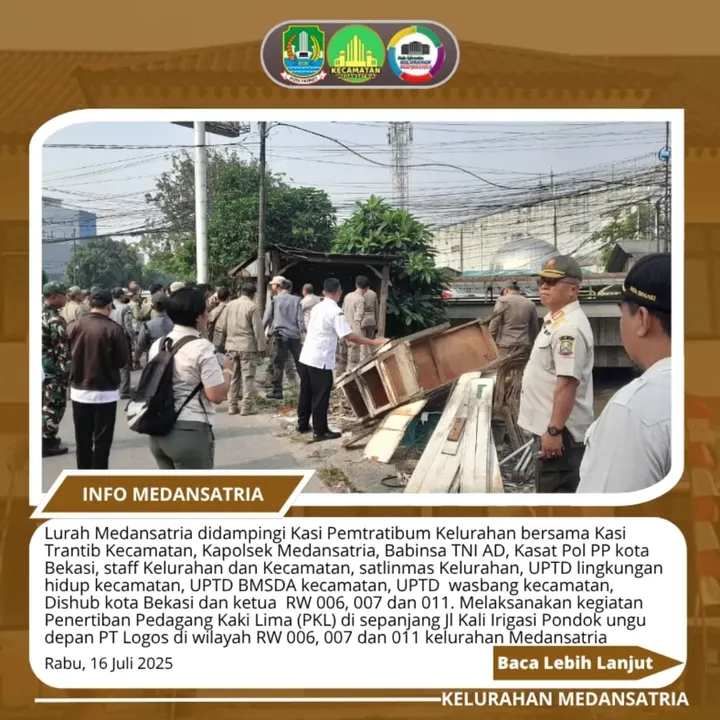 KECAMATAN
MEDANSATRIA
INFO MEDANSATRIA
Lurah Medansatria didampingi Kasi Pemtratibum Kelurahan bersama Kasi
Trantib Kecamatan, Kapolsek Medansatria, Babinsa TNI AD, Kasat Pol PP kota
Bekasi, staff Kelurahan dan Kecamatan, satlinmas Kelurahan, UPTD lingkungan
hidup kecamatan, UPTD BMSDA kecamatan, UPTD wasbang kecamatan,
Dishub kota Bekasi dan ketua RW 006, 007 dan 011. Melaksanakan kegiatan
Penertiban Pedagang Kaki Lima (PKL) di sepanjang Jl Kali Irigasi Pondok ungu
depan PT Logos di wilayah RW 006, 007 dan 011 kelurahan Medansatria
Rabu, 16 Juli 2025
Baca Lebih Lanjut
KELURAHAN MEDANSATRIA